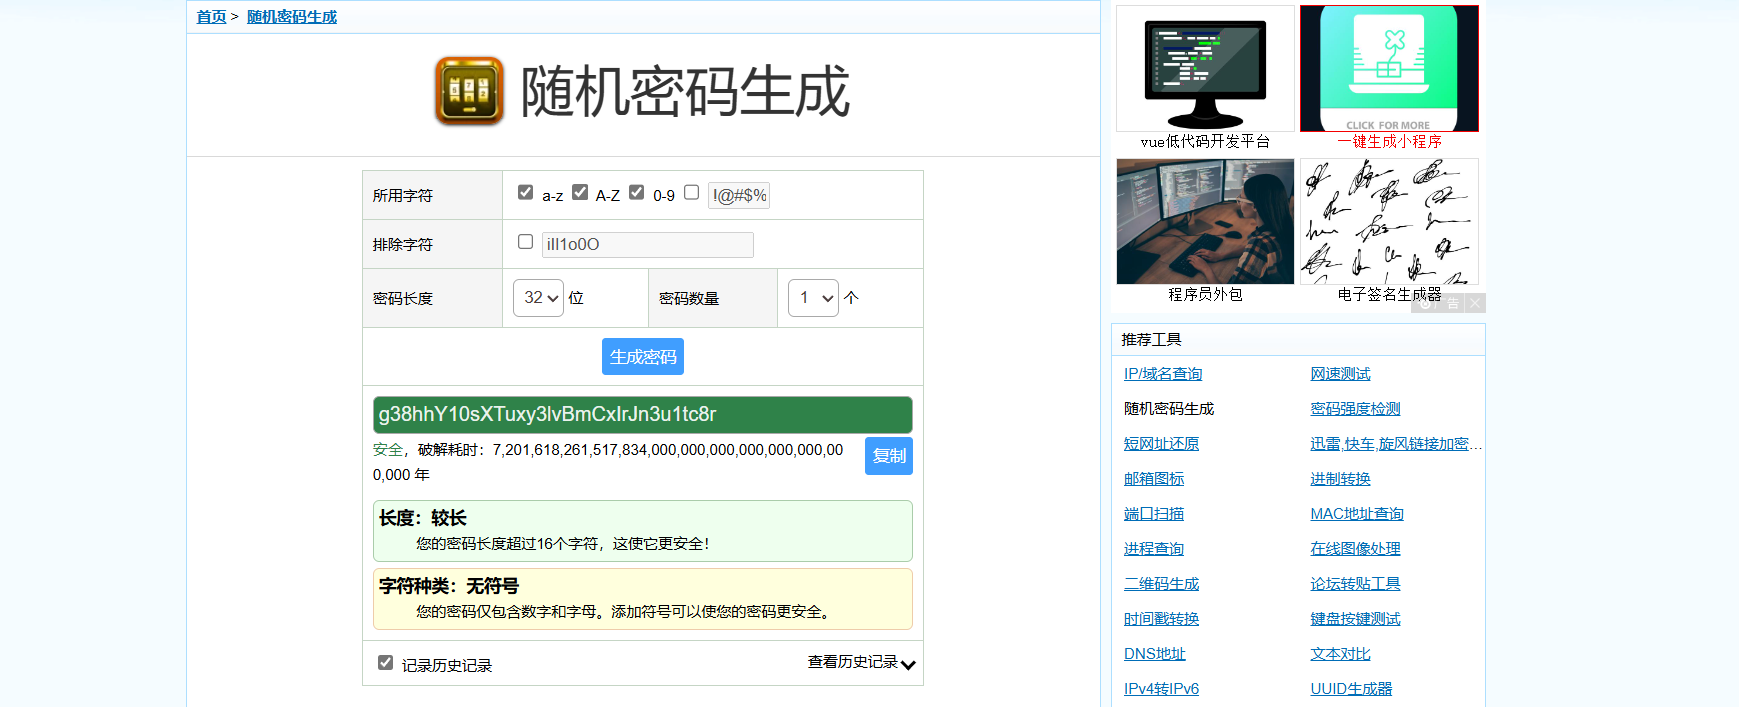 首页 > 随机密码生成
随机密码生成
所用字符
a-z A-Z 0-9 !@#$%
排除字符
iIl1o0O
密码长度 32 位 密码数量 1 个
生成密码
g38hhY10sXTuxy3lvBmCxIrJn3u1tc8r
安全，破解耗时：7,201,618,261,517,834,000,000,000,000,000,000,00
0,000 年
复制
长度：较长
您的密码长度超过16个字符，这使它更安全！
字符种类：无符号
您的密码仅包含数字和字母。添加符号可以使您的密码更安全。
记录历史记录 查看历史记录
CLICK FOR MORE
vue低代码开发平台 一键生成小程序
程序员外包 电子签名生成器
广告
推荐工具
IP/域名查询 网速测试
随机密码生成 密码强度检测
短网址还原 迅雷,快车,旋风链接加密...
邮箱图标 进制转换
端口扫描 MAC地址查询
进程查询 在线图像处理
二维码生成 论坛转贴工具
时间戳转换 键盘按键测试
DNS地址 文本对比
IPv4转IPv6 UUID生成器